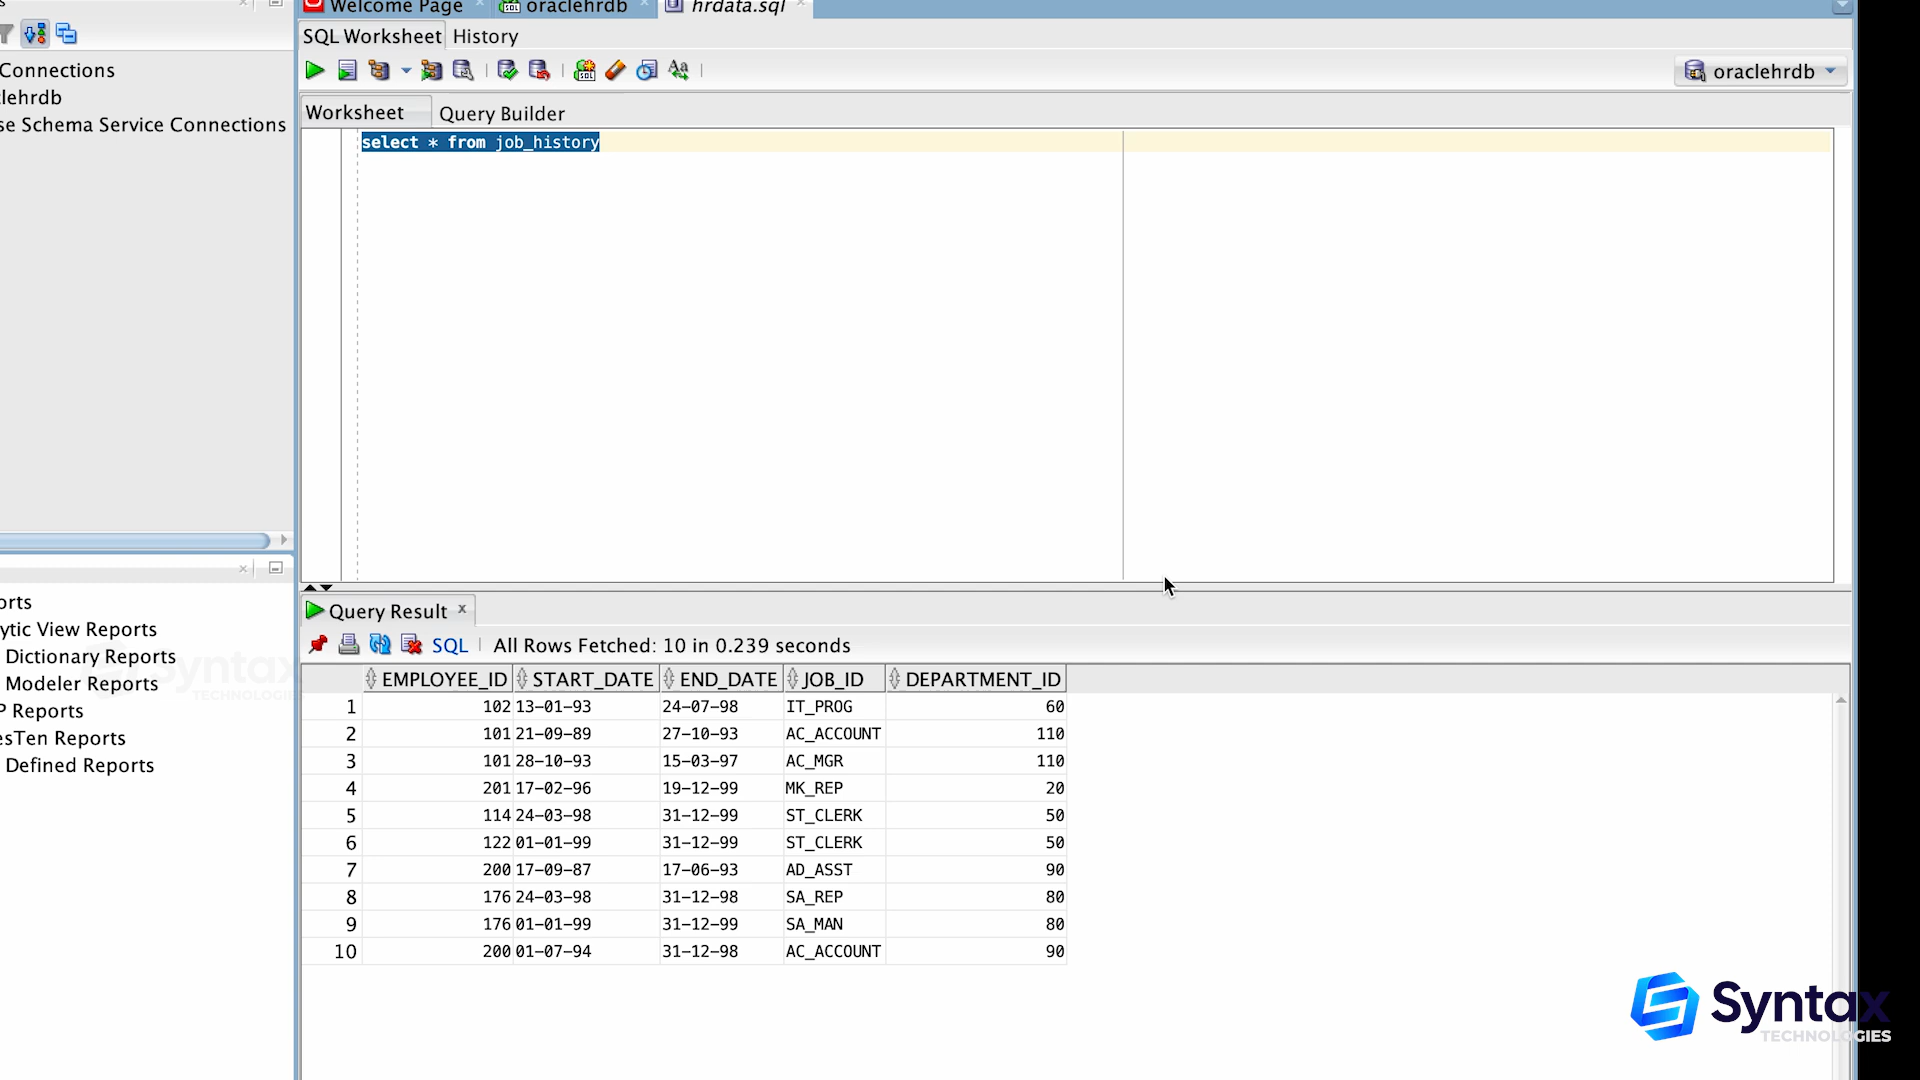 Welcome Page
oraclehrdb
hrdata.sql
SQL Worksheet History
Connections
clehrdb
se Schema Service Connections
oraclehrdb
Worksheet Query Builder
select * from job_history
Query Result
SQL All Rows Fetched: 10 in 0.239 seconds
orts
ytic View Reports
Dictionary Reports
Modeler Reports
P Reports
esTen Reports
Defined Reports
EMPLOYEE_ID START_DATE END_DATE JOB_ID DEPARTMENT_ID
1 102 13-01-93 24-07-98 IT_PROG 60
2 101 21-09-89 27-10-93 AC_ACCOUNT 110
3 101 28-10-93 15-03-97 AC_MGR 110
4 201 17-02-96 19-12-99 MK_REP 20
5 114 24-03-98 31-12-99 ST_CLERK 50
6 122 01-01-99 31-12-99 ST_CLERK 50
7 200 17-09-87 17-06-93 AD_ASST 90
8 176 24-03-98 31-12-98 SA_REP 80
9 176 01-01-99 31-12-99 SA_MAN 80
10 200 01-07-94 31-12-98 AC_ACCOUNT 90
Syntax
TECHNOLOGIES
Syntax
TECHNOLOGIES